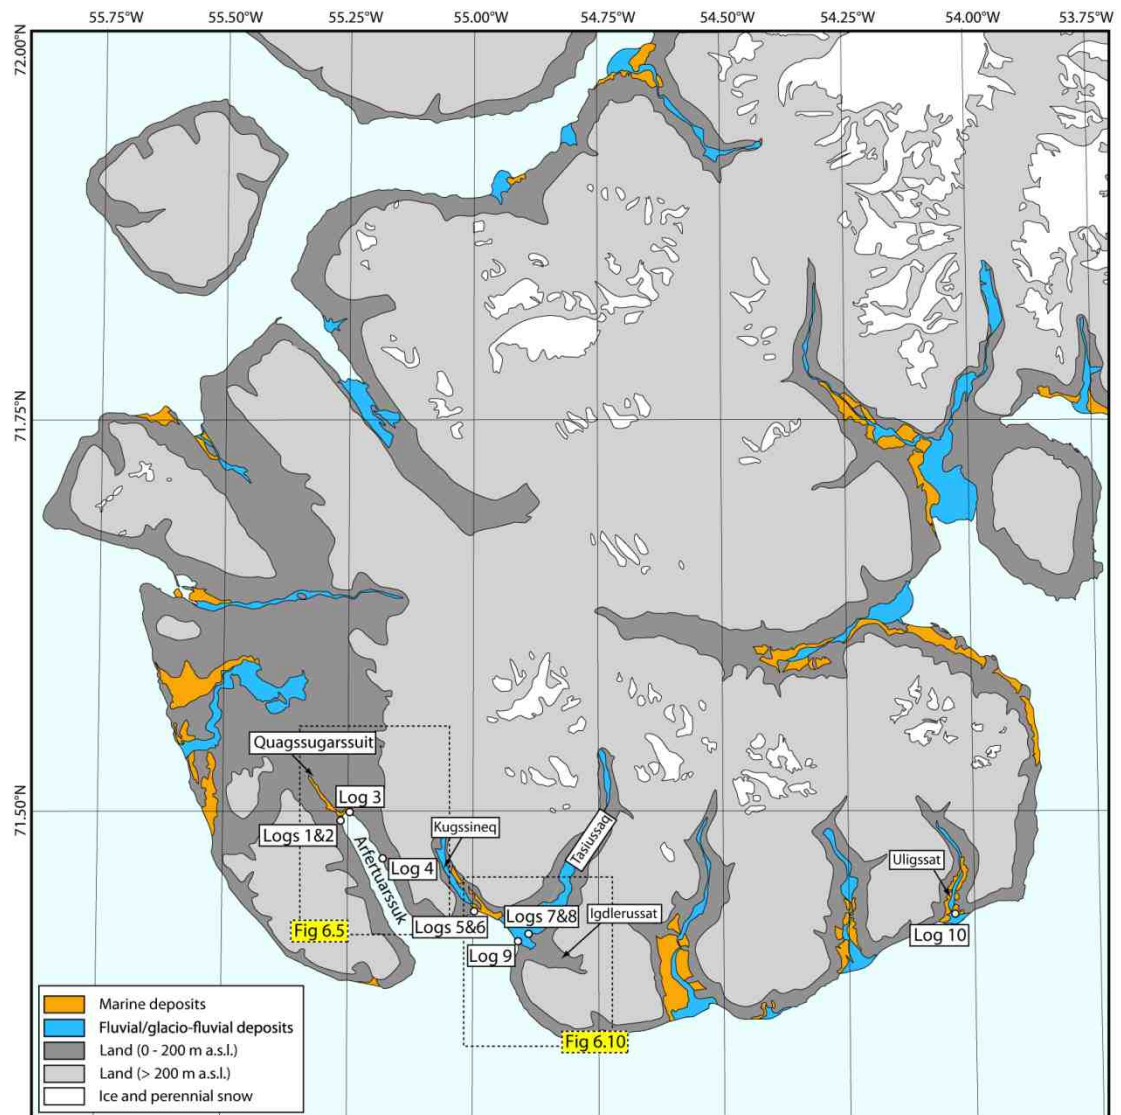 55.75°W 55.50°W 55.25°W 55.00°W 54.75°W 54.50°W 54.25°W 54.00°W 53.75°W
72.00°N
71.75°N
71.50°N
Quagssugarssuit
Log 3
Logs 1&2
Arfertuarssuk
Log 4
Kugssineq
Tasiussaq
Logs 5&6
Logs 7&8
Igdlerussat
Log 9
Uligssat
Log 10
Fig 6.5
Fig 6.10
Marine deposits
Fluvial/glacio-fluvial deposits
Land (0 - 200 m a.s.l.)
Land (> 200 m a.s.l.)
Ice and perennial snow